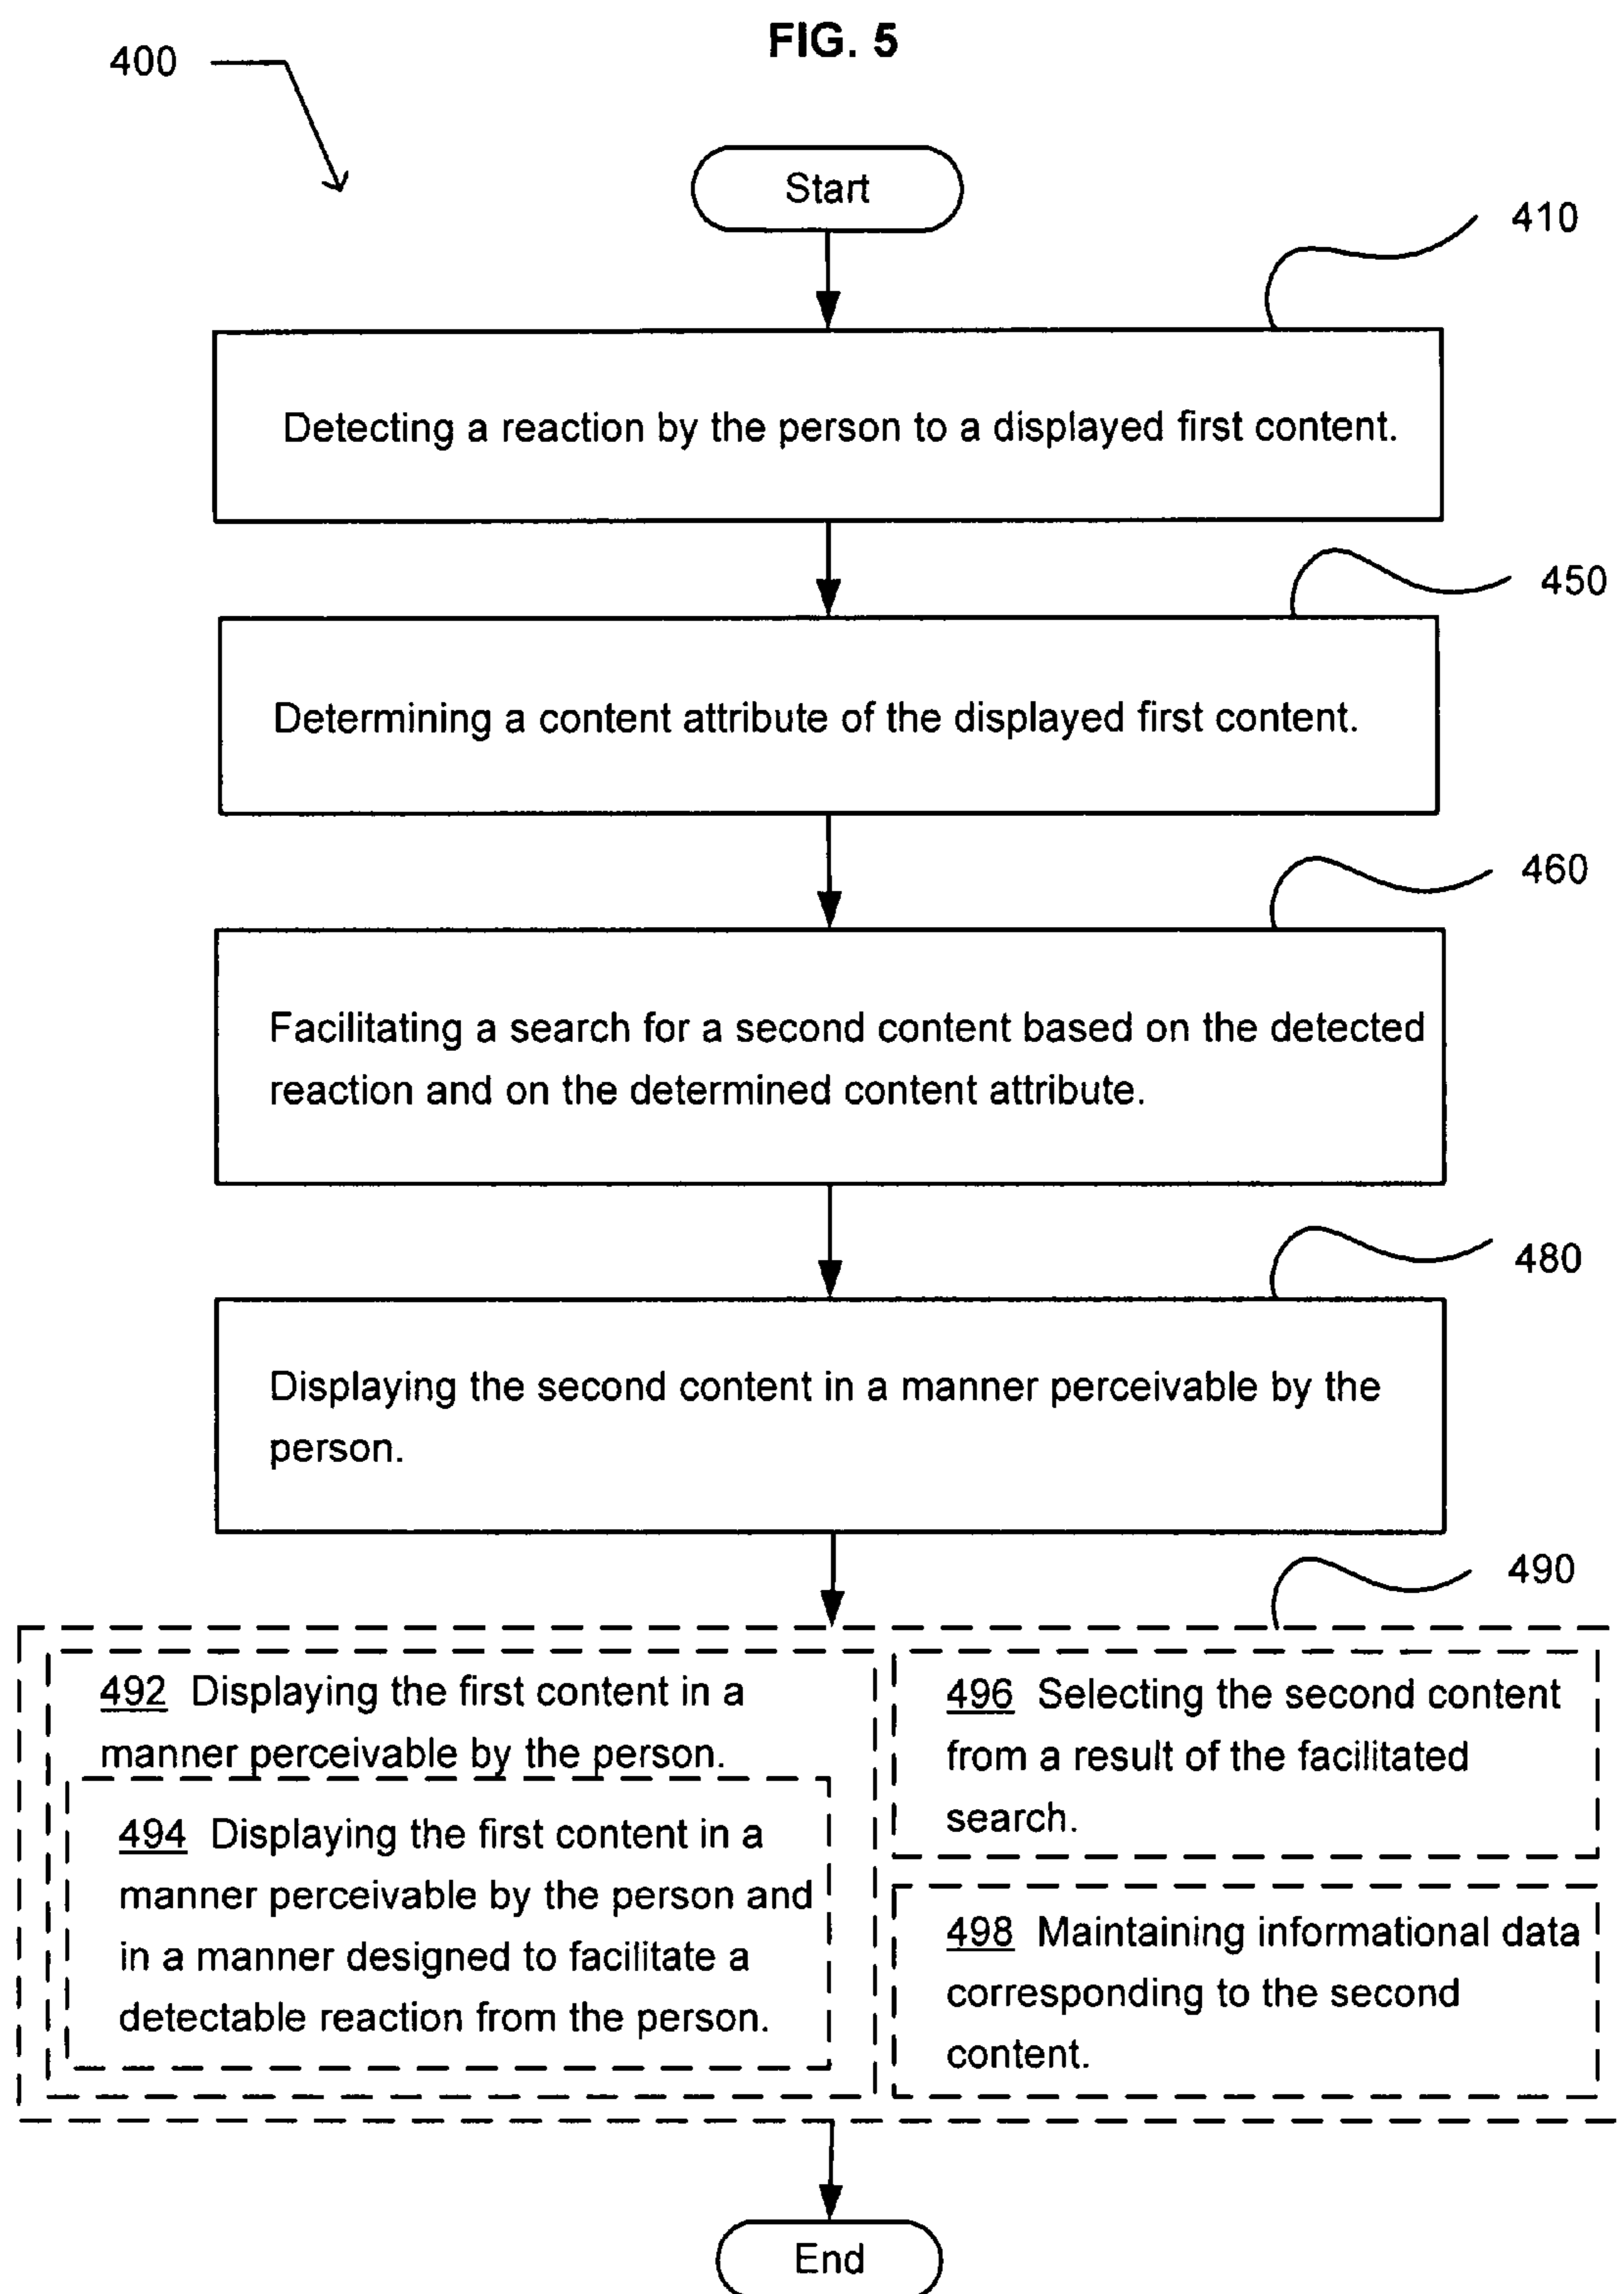 FIG. 5
400
Start
410
Detecting a reaction by the person to a displayed first content.
450
Determining a content attribute of the displayed first content.
460
Facilitating a search for a second content based on the detected
reaction and on the determined content attribute.
480
Displaying the second content in a manner perceivable by the
person.
490
492 Displaying the first content in a
manner perceivable by the person.
494 Displaying the first content in a
manner perceivable by the person and
in a manner designed to facilitate a
detectable reaction from the person.
496 Selecting the second content
from a result of the facilitated
search.
498 Maintaining informational data
corresponding to the second
content.
End